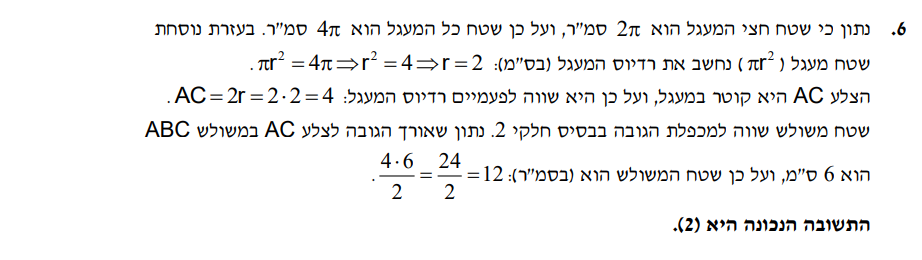 6. נתון כי שטח חצי המעגל הוא 2π סמ"ר, ועל כן שטח כל המעגל הוא 4π סמ"ר. בעזרת נוסחת
שטח מעגל (πr²) נחשב את רדיוס המעגל (בס"מ): πr² = 4π ⇒ r² = 4 ⇒ r = 2.
הצלע AC היא קוטר במעגל, ועל כן היא שווה לפעמיים רדיוס המעגל: AC = 2r = 2·2 = 4.
שטח משולש שווה למכפלת הגובה בבסיס חלקי 2. נתון שאורך הגובה לצלע AC במשולש ABC
הוא 6 ס"מ, ועל כן שטח המשולש הוא (בסמ"ר): 4·6/2 = 24/2 = 12.
התשובה הנכונה היא (2).